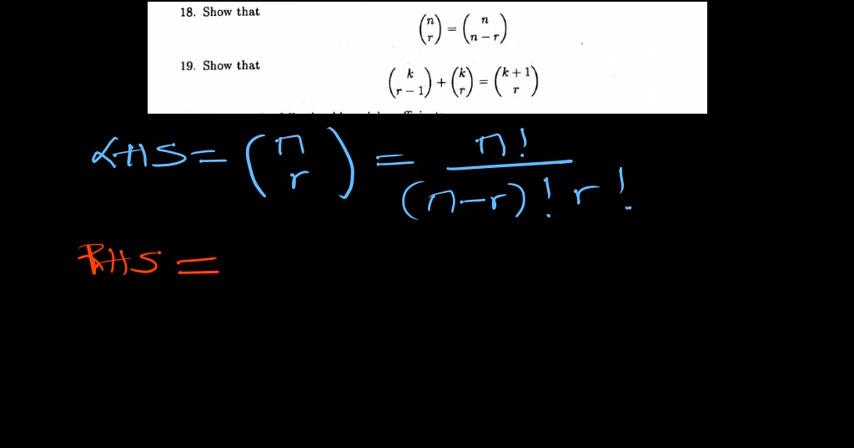 18. Show that
(n r) = (n n − r)
19. Show that
(k r − 1) + (k r) = (k + 1 r)
LHS = (n r) = n! / (n−r)! r!
RHS =